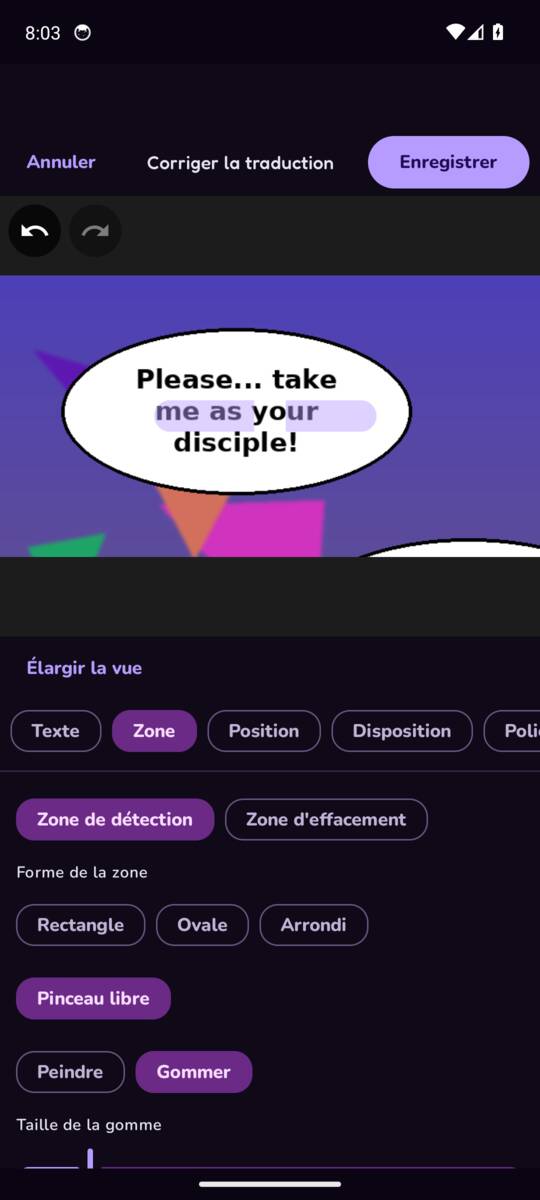 8:03
Annuler
Corriger la traduction
Enregistrer
Please... take
me as your
disciple!
Élargir la vue
Texte
Zone
Position
Disposition
Poli
Zone de détection
Zone d'effacement
Forme de la zone
Rectangle
Ovale
Arrondi
Pinceau libre
Peindre
Gommer
Taille de la gomme